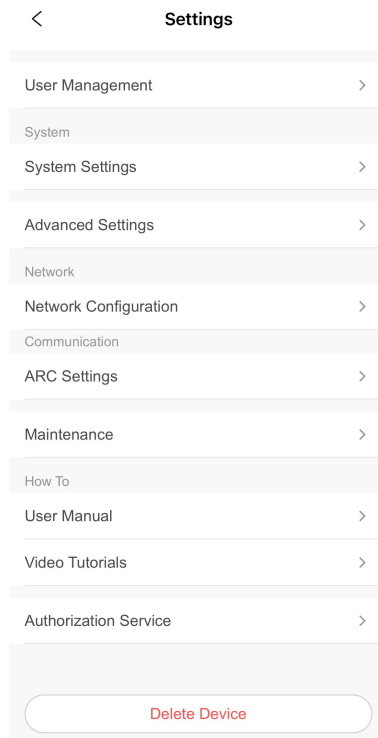 Settings
User Management
System
System Settings
Advanced Settings
Network
Network Configuration
Communication
ARC Settings
Maintenance
How To
User Manual
Video Tutorials
Authorization Service
Delete Device